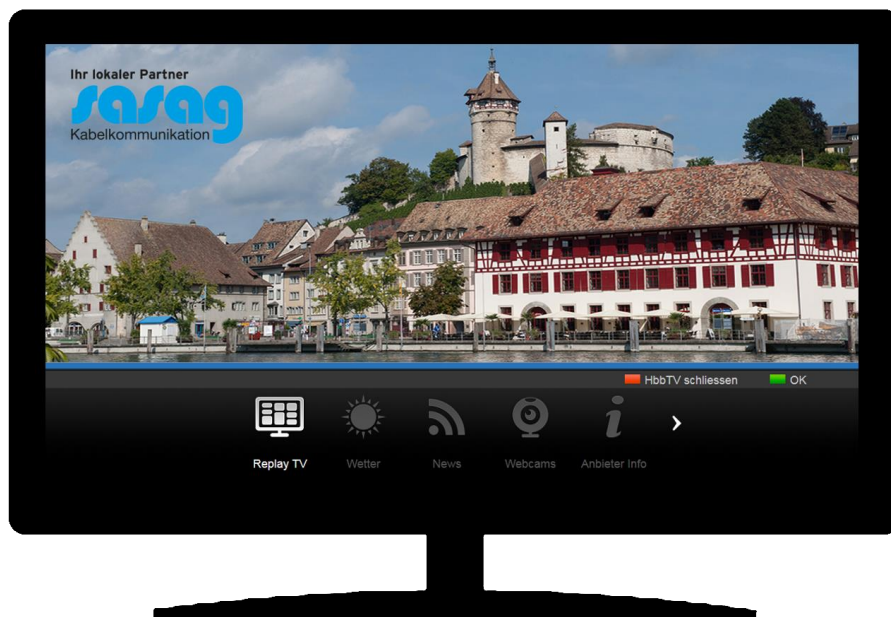 Ihr lokaler Partner
sasag
Kabelkommunikation
HbbTV schliessen
OK
Replay TV
Wetter
News
Webcams
Anbieter Info